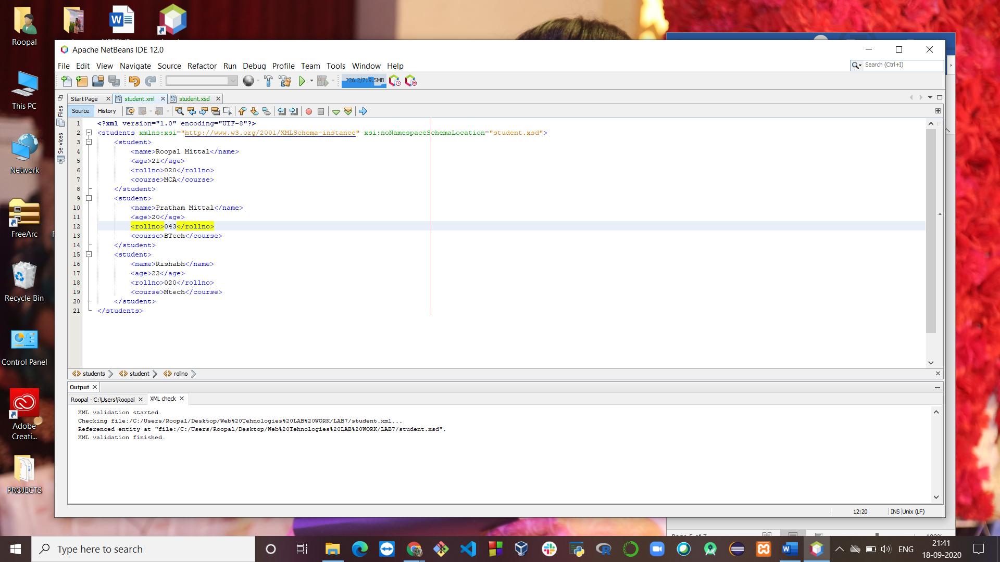 Roopal
This PC
Network
FreeArc
Recycle Bin
Control Panel
Adobe
Creati...
PROJECTS
Apache NetBeans IDE 12.0
File Edit View Navigate Source Refactor Run Debug Profile Team Tools Window Help
Search (Ctrl+I)
226.2/719.5MB
Start Page student.xml student.xsd
Source History
Files
Services
1 <?xml version="1.0" encoding="UTF-8"?>
2 <students xmlns:xsi="http://www.w3.org/2001/XMLSchema-instance" xsi:noNamespaceSchemaLocation="student.xsd">
3 <student>
4 <name>Roopal Mittal</name>
5 <age>21</age>
6 <rollno>020</rollno>
7 <course>MCA</course>
8 </student>
9 <student>
10 <name>Pratham Mittal</name>
11 <age>20</age>
12 <rollno>043</rollno>
13 <course>BTech</course>
14 </student>
15 <student>
16 <name>Rishabh</name>
17 <age>22</age>
18 <rollno>020</rollno>
19 <course>Mtech</course>
20 </student>
21 </students>
students student rollno
Output
Roopal - C:\Users\Roopal XML check
XML validation started.
Checking file:/C:/Users/Roopal/Desktop/Web%20Tehnologies%20LAB%20WORK/LAB7/student.xml...
Referenced entity at "file:/C:/Users/Roopal/Desktop/Web%20Tehnologies%20LAB%20WORK/LAB7/student.xsd".
XML validation finished.
12:20 INS Unix (LF)
Type here to search
ENG
21:41
18-09-2020